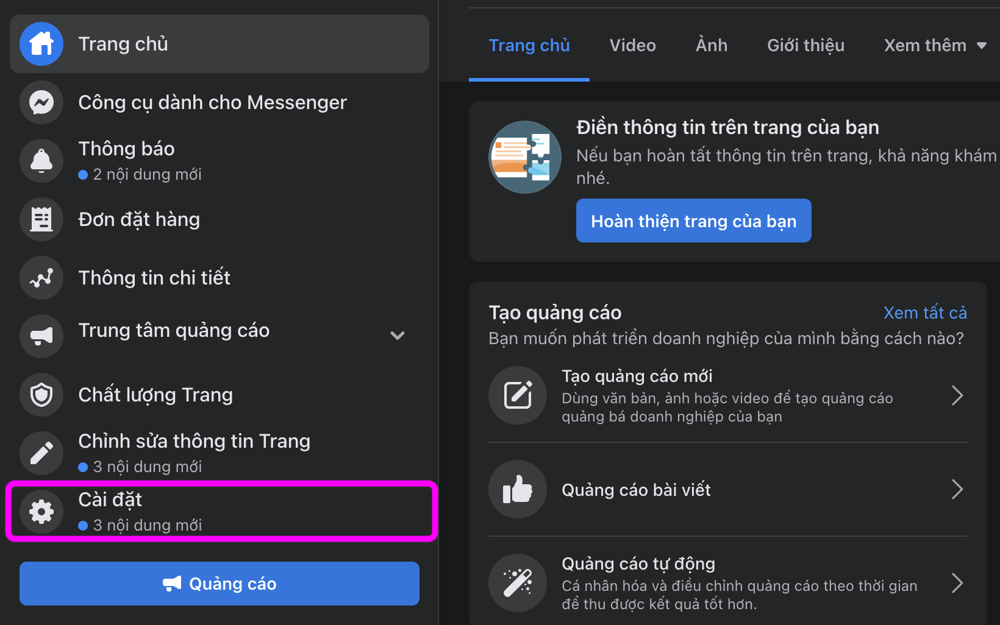 Trang chủ
Công cụ dành cho Messenger
Thông báo
2 nội dung mới
Đơn đặt hàng
Thông tin chi tiết
Trung tâm quảng cáo
Chất lượng Trang
Chỉnh sửa thông tin Trang
3 nội dung mới
Cài đặt
3 nội dung mới
Quảng cáo
Trang chủ Video Ảnh Giới thiệu Xem thêm
Điền thông tin trên trang của bạn
Nếu bạn hoàn tất thông tin trên trang, khả năng khám
nhé.
Hoàn thiện trang của bạn
Tạo quảng cáo Xem tất cả
Bạn muốn phát triển doanh nghiệp của mình bằng cách nào?
Tạo quảng cáo mới
Dùng văn bản, ảnh hoặc video để tạo quảng cáo
quảng bá doanh nghiệp của bạn
Quảng cáo bài viết
Quảng cáo tự động
Cá nhân hóa và điều chỉnh quảng cáo theo thời gian
để thu được kết quả tốt hơn.